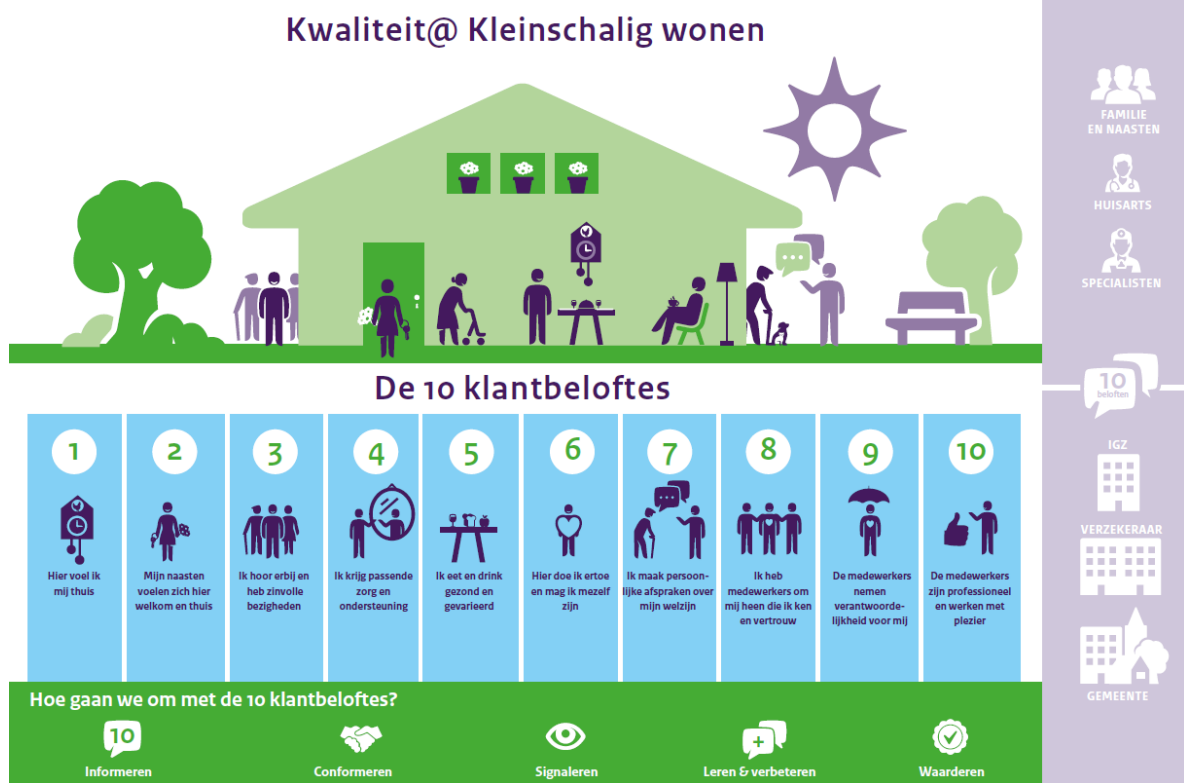 Kwaliteit@ Kleinschalig wonen
De 10 klantbeloftes
1
Hier voel ik
mij thuis
2
Mijn naasten
voelen zich hier
welkom en thuis
3
Ik hoor erbij en
heb zinvolle
bezigheden
4
Ik krijg passende
zorg en
ondersteuning
5
Ik eet en drink
gezond en
gevarieerd
6
Hier doe ik ertoe
en mag ik mezelf
zijn
7
Ik maak persoon-
lijke afspraken over
mijn welzijn
8
Ik heb
medewerkers om
mij heen die ik ken
en vertrouw
9
De medewerkers
nemen
verantwoorde-
lijkheid voor mij
10
De medewerkers
zijn professioneel
en werken met
plezier
Hoe gaan we om met de 10 klantbeloftes?
10
Informeren
Conformeren
Signaleren
Leren & verbeteren
Waarderen
FAMILIE
EN NAASTEN
HUISARTS
SPECIALISTEN
10
beloften
IGZ
VERZEKERAAR
GEMEENTE